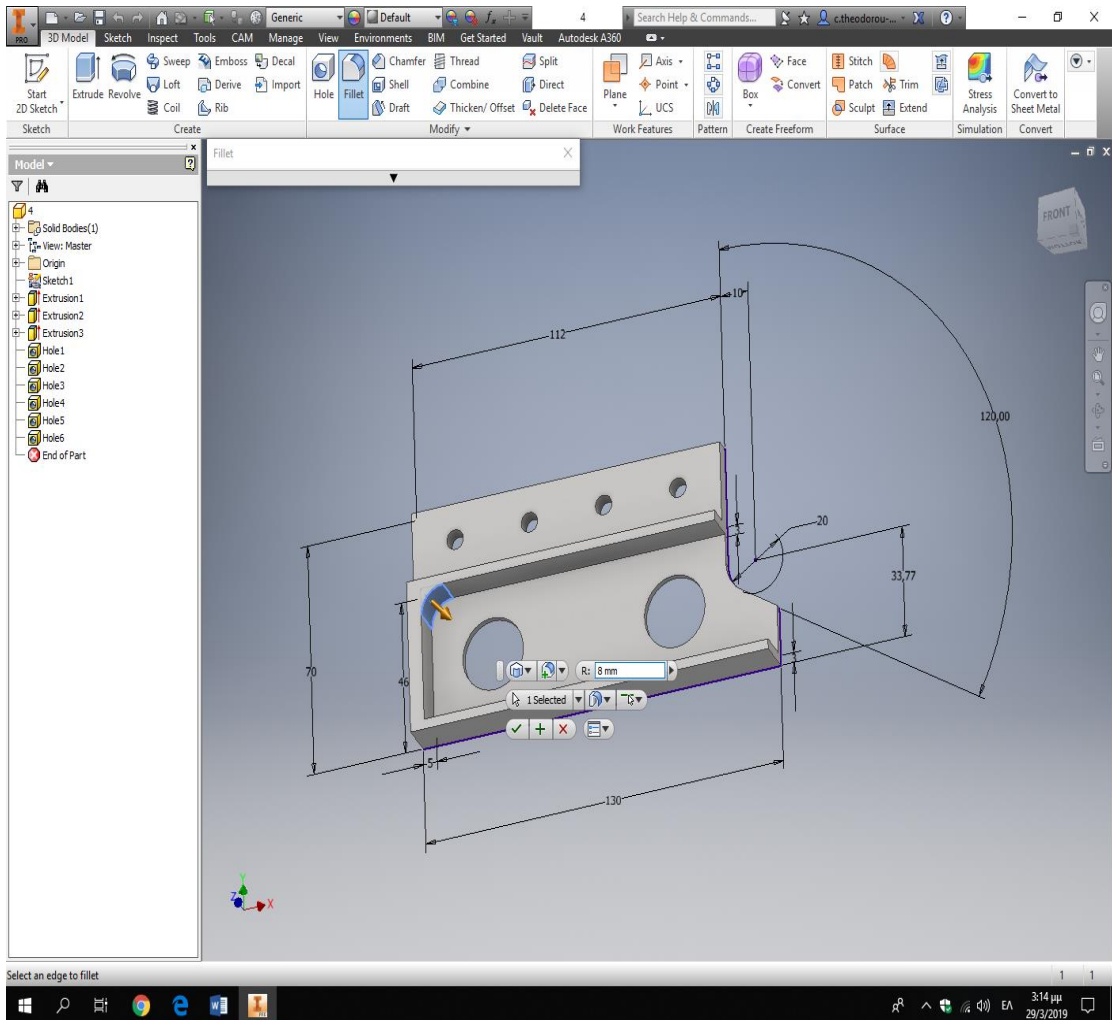 PRO
Generic
Default
4
Search Help & Commands...
c.theodorou-...
3D Model Sketch Inspect Tools CAM Manage View Environments BIM Get Started Vault Autodesk A360
Start
2D Sketch
Extrude Revolve
Sweep
Loft
Coil
Emboss
Derive
Rib
Decal
Import
Hole
Fillet
Chamfer
Shell
Draft
Thread
Combine
Thicken/ Offset
Split
Direct
Delete Face
Plane
Axis
Point
UCS
Box
Face
Convert
Stitch
Patch
Sculpt
Trim
Extend
Stress
Analysis
Convert to
Sheet Metal
Sketch Create Modify Work Features Pattern Create Freeform Surface Simulation Convert
Model
4
Solid Bodies(1)
View: Master
Origin
Sketch1
Extrusion1
Extrusion2
Extrusion3
Hole1
Hole2
Hole3
Hole4
Hole5
Hole6
End of Part
Fillet X
FRONT
10
112
120,00
3
20
33,77
3
70
46
5
130
R: 8 mm
1 Selected
Y
Z
X
Select an edge to fillet
1 1
ΕΛ
3:14 μμ
29/3/2019